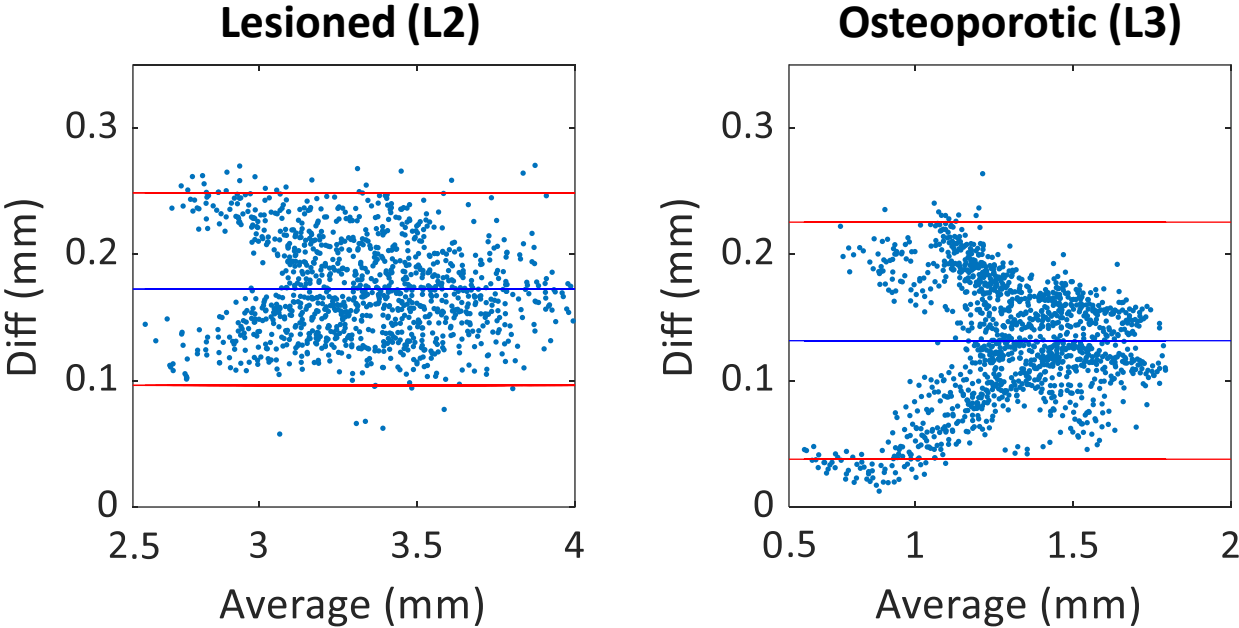 Lesioned (L2)
Diff (mm)
0.3
0.2
0.1
0
2.5 3 3.5 4
Average (mm)
Osteoporotic (L3)
Diff (mm)
0.3
0.2
0.1
0
0.5 1 1.5 2
Average (mm)